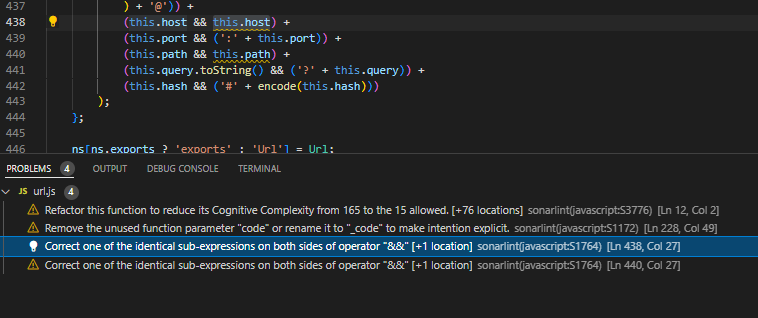 437 ) + '@')) +
438 (this.host && this.host) +
439 (this.port && (':' + this.port)) +
440 (this.path && this.path) +
441 (this.query.toString() && ('?' + this.query)) +
442 (this.hash && ('#' + encode(this.hash)))
443 );
444 };
445
446 ns[ns.exports ? 'exports' : 'Url'] = Url;
PROBLEMS 4 OUTPUT DEBUG CONSOLE TERMINAL
JS url.js 4
Refactor this function to reduce its Cognitive Complexity from 165 to the 15 allowed. [+76 locations] sonarlint(javascript:S3776) [Ln 12, Col 2]
Remove the unused function parameter "code" or rename it to "_code" to make intention explicit. sonarlint(javascript:S1172) [Ln 228, Col 49]
Correct one of the identical sub-expressions on both sides of operator "&&" [+1 location] sonarlint(javascript:S1764) [Ln 438, Col 27]
Correct one of the identical sub-expressions on both sides of operator "&&" [+1 location] sonarlint(javascript:S1764) [Ln 440, Col 27]